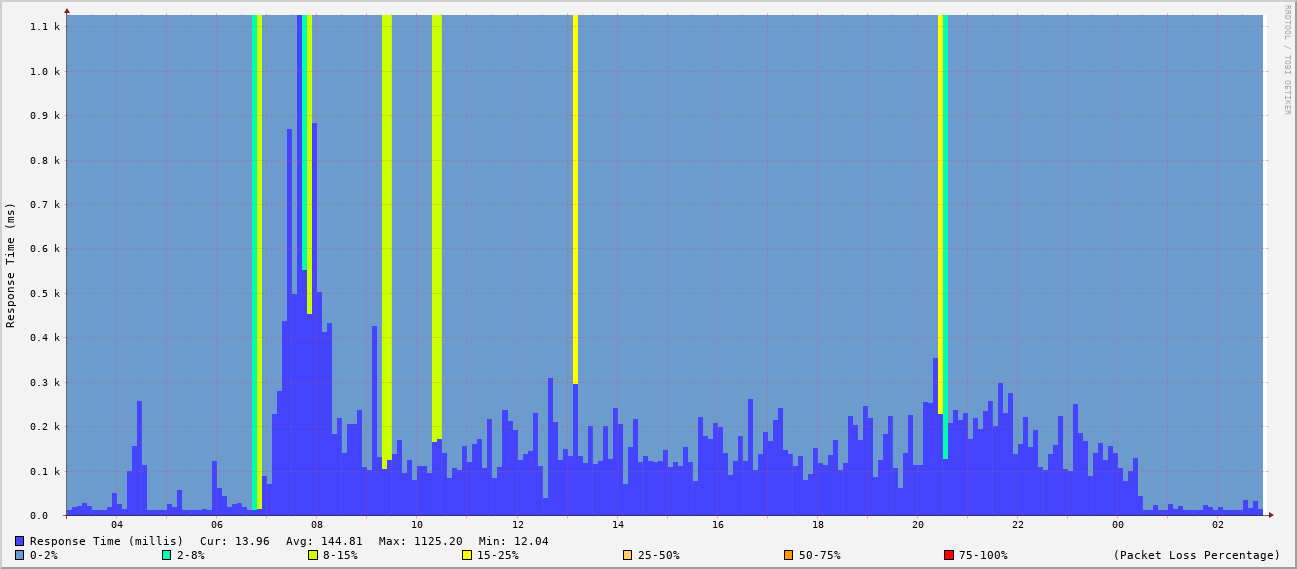 RRDTOOL / TOBI OETIKER
Response Time (ms)
1.1 k
1.0 k
0.9 k
0.8 k
0.7 k
0.6 k
0.5 k
0.4 k
0.3 k
0.2 k
0.1 k
0.0
04 06 08 10 12 14 16 18 20 22 00 02
Response Time (millis) Cur: 13.96 Avg: 144.81 Max: 1125.20 Min: 12.04
0-2% 2-8% 8-15% 15-25% 25-50% 50-75% 75-100% (Packet Loss Percentage)